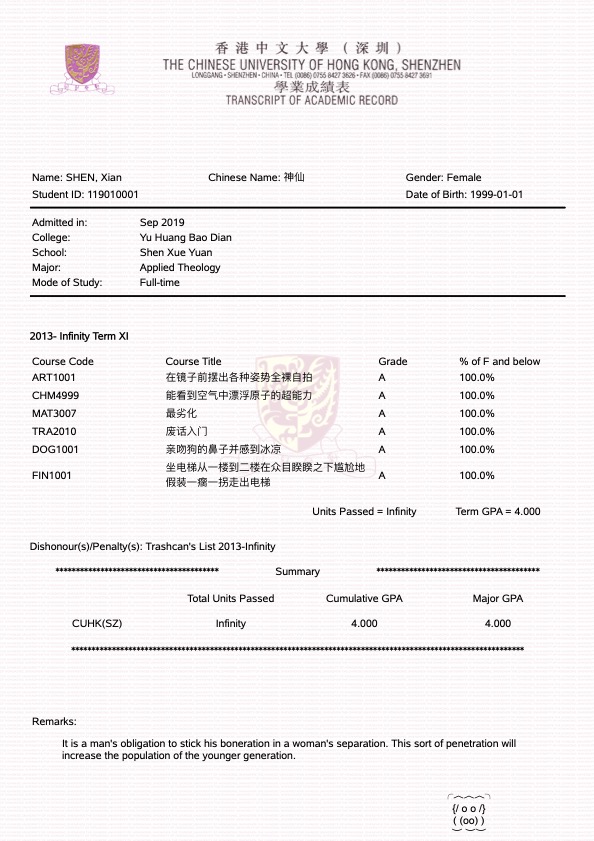 香港中文大學（深圳）
THE CHINESE UNIVERSITY OF HONG KONG, SHENZHEN
LONGGANG • SHENZHEN • CHINA • TEL (0086) 0755 8427 3626 • FAX (0086) 0755 8427 3691
學業成績表
TRANSCRIPT OF ACADEMIC RECORD
Name: SHEN, Xian Chinese Name: 神仙 Gender: Female
Student ID: 119010001 Date of Birth: 1999-01-01
Admitted in: Sep 2019
College: Yu Huang Bao Dian
School: Shen Xue Yuan
Major: Applied Theology
Mode of Study: Full-time
2013- Infinity Term XI
Course Code Course Title Grade % of F and below
ART1001 在镜子前摆出各种姿势全裸自拍 A 100.0%
CHM4999 能看到空气中漂浮原子的超能力 A 100.0%
MAT3007 最劣化 A 100.0%
TRA2010 废话入门 A 100.0%
DOG1001 亲吻狗的鼻子并感到冰凉 A 100.0%
FIN1001 坐电梯从一楼到二楼在众目睽睽之下尴尬地 A 100.0%
假装一瘸一拐走出电梯
Units Passed = Infinity Term GPA = 4.000
Dishonour(s)/Penalty(s): Trashcan's List 2013-Infinity
**************************************** Summary ****************************************
Total Units Passed Cumulative GPA Major GPA
CUHK(SZ) Infinity 4.000 4.000
****************************************************************************************************************
Remarks:
It is a man's obligation to stick his boneration in a woman's separation. This sort of penetration will
increase the population of the younger generation.
{/ o o /}
( (oo) )